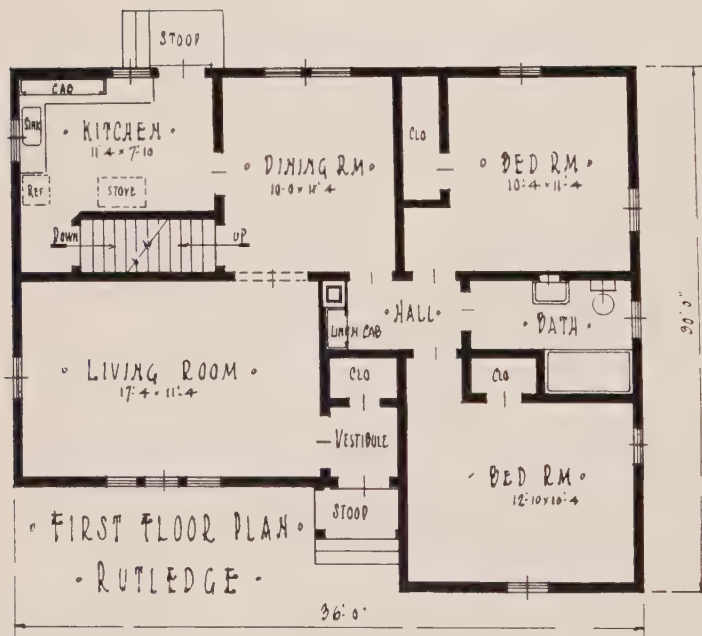 STOOP
CAB
SINK
KITCHEN
11'-4 x 7'-10
REF
STOVE
DOWN
UP
DINING RM
10-0 x 11'-4
CLO
BED RM
10'-4 x 11'-4
HALL
LINEN CAB
BATH
LIVING ROOM
17'-4 x 11'-4
CLO
CLO
VESTIBULE
BED RM
12'-10 x 10'-4
STOOP
30'-0"
• FIRST FLOOR PLAN •
• RUTLEDGE •
36'-0"